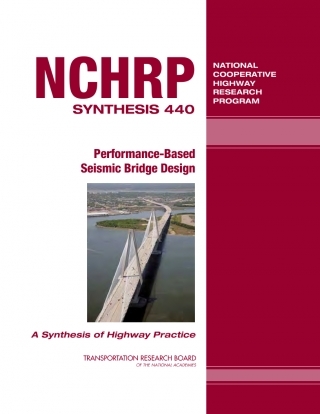 NCHRP
SYNTHESIS 440
NATIONAL
COOPERATIVE
HIGHWAY
RESEARCH
PROGRAM
Performance-Based
Seismic Bridge Design
A Synthesis of Highway Practice
TRANSPORTATION RESEARCH BOARD
OF THE NATIONAL ACADEMIES